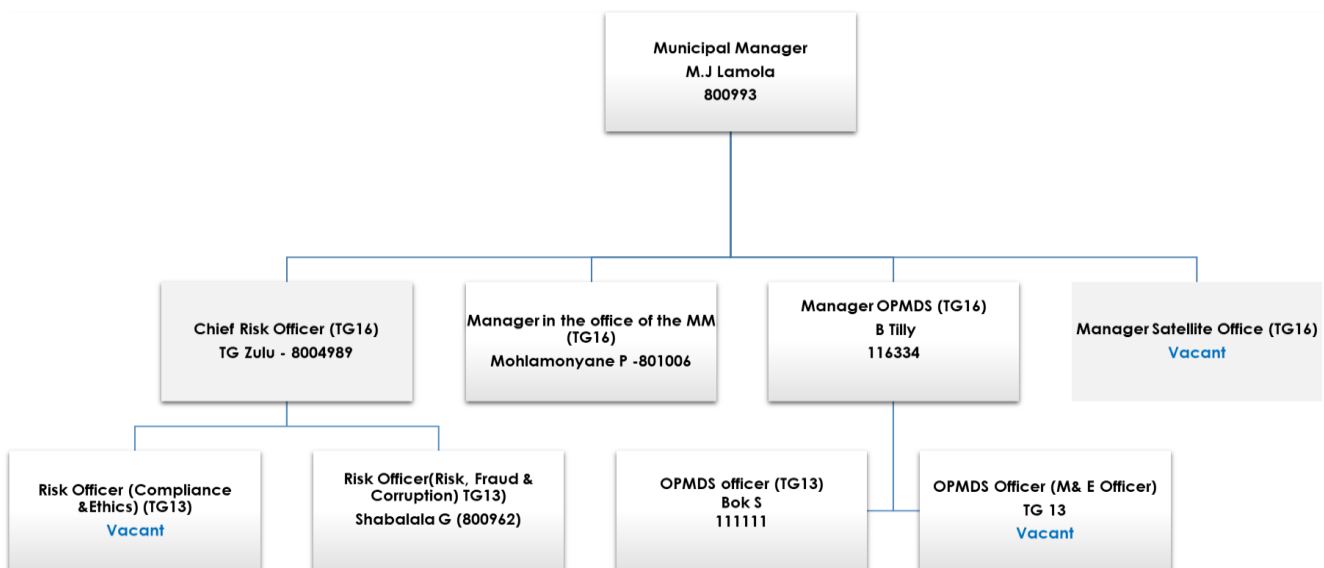 Municipal Manager
M.J Lamola
800993
Chief Risk Officer (TG16)
TG Zulu - 8004989
Manager in the office of the MM
(TG16)
Mohlamonyane P -801006
Manager OPMDS (TG16)
B Tilly
116334
Manager Satellite Office (TG16)
Vacant
Risk Officer (Compliance
&Ethics) (TG13)
Vacant
Risk Officer(Risk, Fraud &
Corruption) TG13)
Shabalala G (800962)
OPMDS officer (TG13)
Bok S
111111
OPMDS Officer (M& E Officer)
TG 13
Vacant